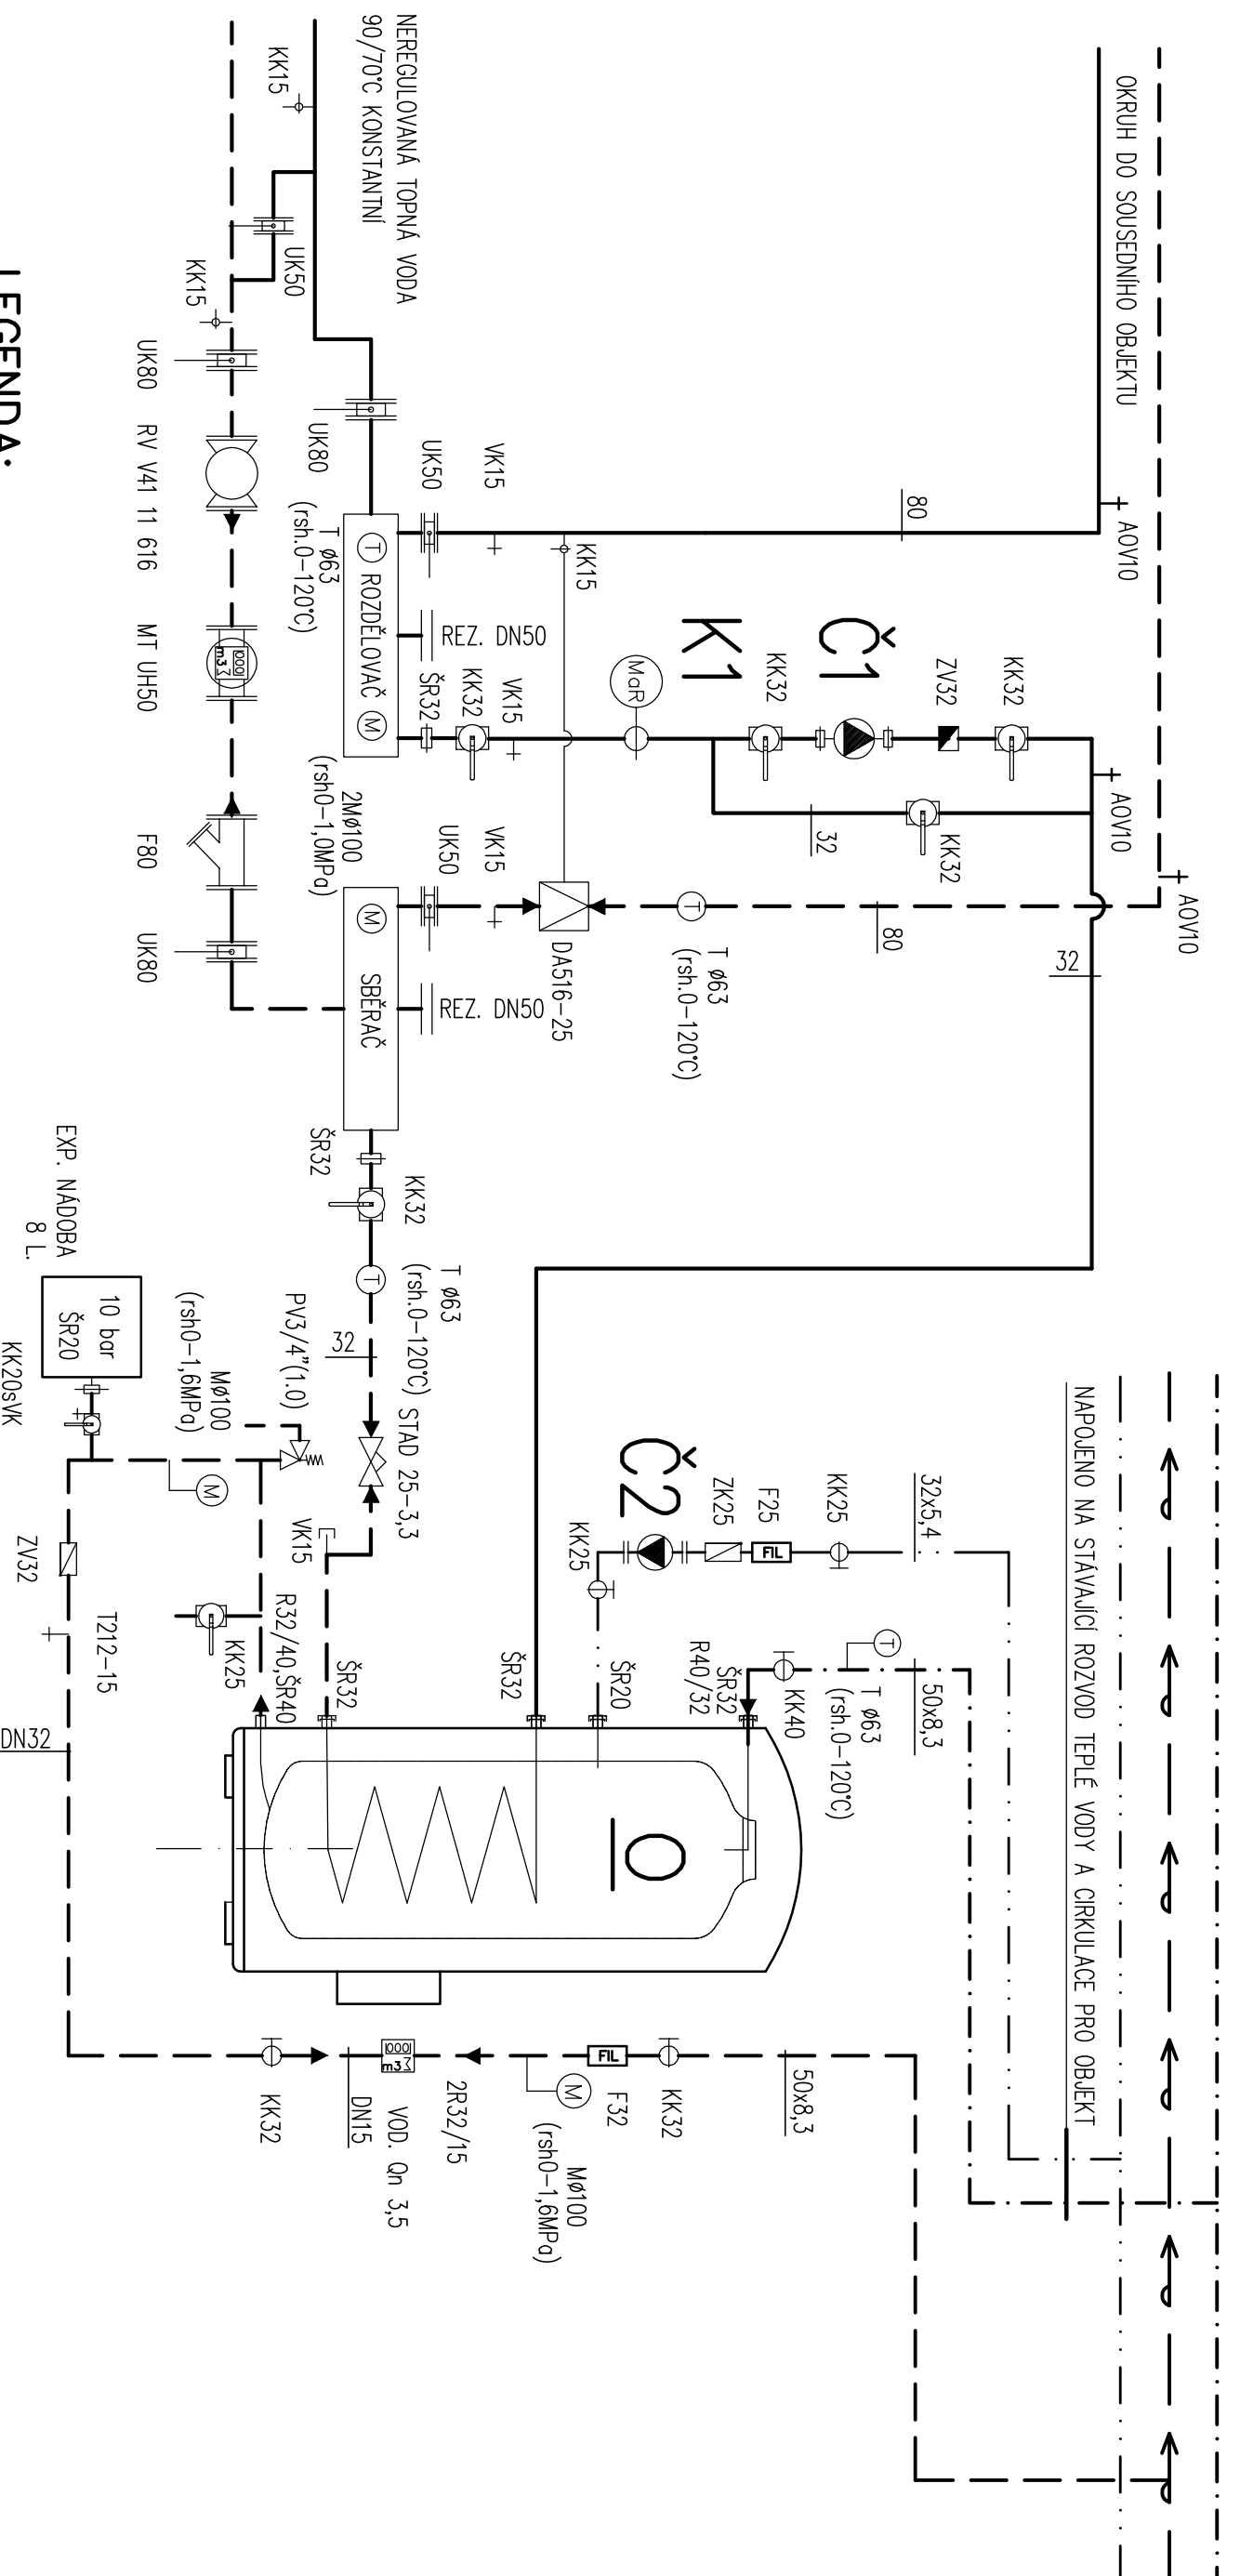 OKRUH DO SOUSEDNÍHO OBJEKTU
AOV10
AOV10
AOV10
80
80
32
32
Č1
K1
KK32
ZV32
KK32
KK32
MaR
NEREGULOVANÁ TOPNÁ VODA
90/70°C KONSTANTNÍ
KK15
UK50
KK15
UK80
UK50
VK15
KK15
REZ. DN50
ŠR32
KK32
VK15
T ROZDĚLOVAČ M
T ø63
(rsh.0-120°C)
2Mø100
(rsh0-1,0MPa)
UK50
VK15
DA516-25
T
T ø63
(rsh.0-120°C)
REZ. DN50
M SBĚRAČ
UK80
RV V41 11 616
MT UH50
0001
m3 Σ
F80
UK80
ŠR32
KK32
T
T ø63
(rsh.0-120°C)
32
STAD 25-3,3
VK15
ŠR32
EXP. NÁDOBA
8 L.
10 bar
ŠR20
KK20sVK
Mø100
(rsh0-1,6MPa)
M
PV3/4"(1.0)
ZV32
T212-15
KK25
R32/40,ŠR40
DN32
Č2
KK25
ZK25
F25
FIL
KK25
32x5,4
ŠR32
ŠR20
ŠR32
R40/32
KK40
T
T ø63
(rsh.0-120°C)
50x8,3
O
NAPOJENO NA STÁVAJÍCÍ ROZVOD TEPLÉ VODY A CIRKULACE PRO OBJEKT
KK32
DN15
0001
m3 Σ
VOD. Qn 3,5
2R32/15
M
Mø100
(rsh0-1,6MPa)
FIL
F32
KK32
50x8,3
LEGENDA: